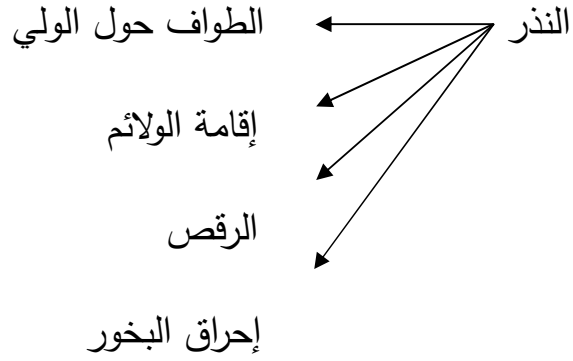 النذر
الطواف حول الولي
إقامة الولائم
الرقص
إحراق البخور